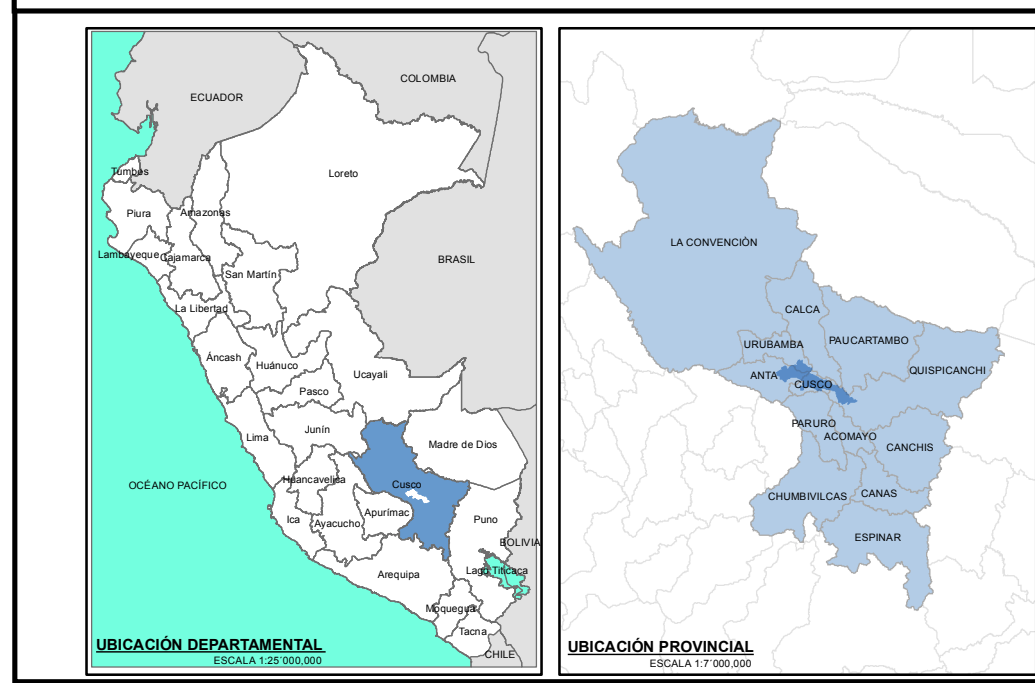 COLOMBIA
ECUADOR
Tumbes
Loreto
Piura
Amazonas
Lambayeque
Cajamarca
BRASIL
San Martín
La Libertad
Áncash
Huánuco
Ucayali
Pasco
Junín
Lima
Madre de Dios
Huancavelica
Cusco
OCÉANO PACÍFICO
Ica
Ayacucho
Apurímac
Puno
BOLIVIA
Arequipa
Lago Titicaca
Moquegua
Tacna
CHILE
UBICACIÓN DEPARTAMENTAL
ESCALA 1:25´000,000
LA CONVENCIÒN
CALCA
URUBAMBA
PAUCARTAMBO
QUISPICANCHI
ANTA
CUSCO
PARURO
ACOMAYO
CANCHIS
CHUMBIVILCAS
CANAS
ESPINAR
UBICACIÓN PROVINCIAL
ESCALA 1:7´000,000